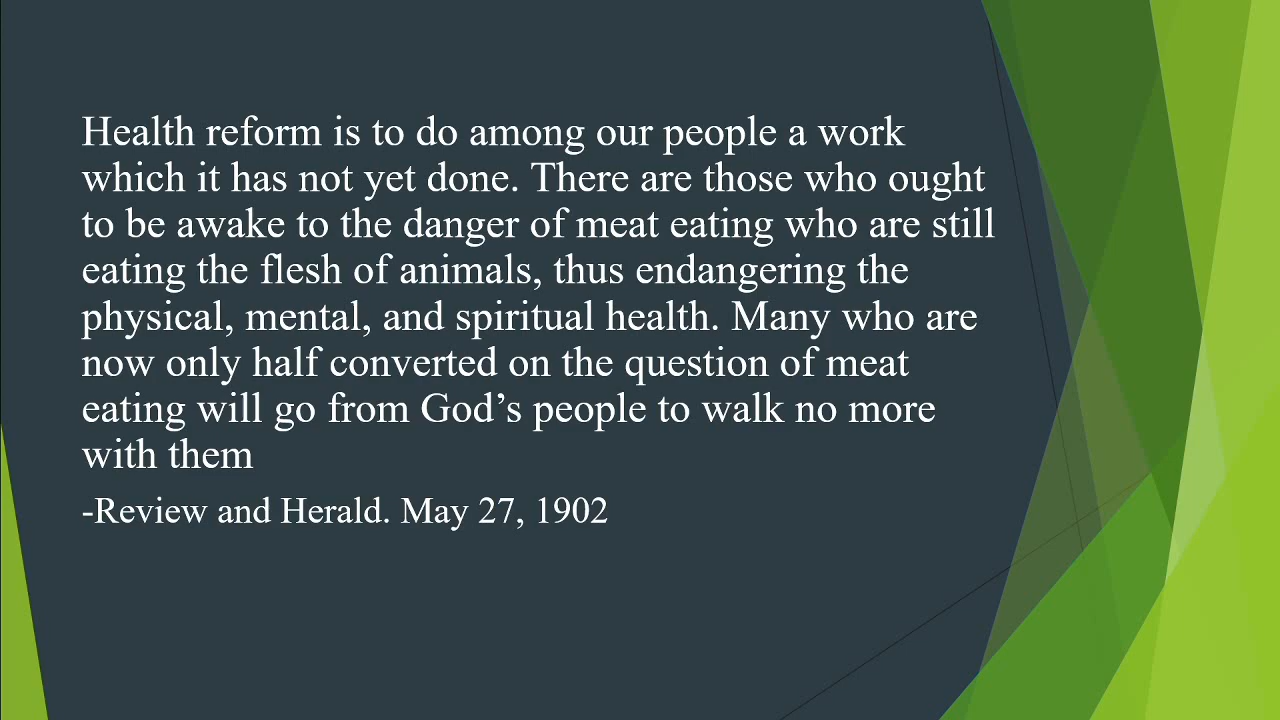 Health reform is to do among our people a work
which it has not yet done. There are those who ought
to be awake to the danger of meat eating who are still
eating the flesh of animals, thus endangering the
physical, mental, and spiritual health. Many who are
now only half converted on the question of meat
eating will go from God’s people to walk no more
with them
-Review and Herald. May 27, 1902